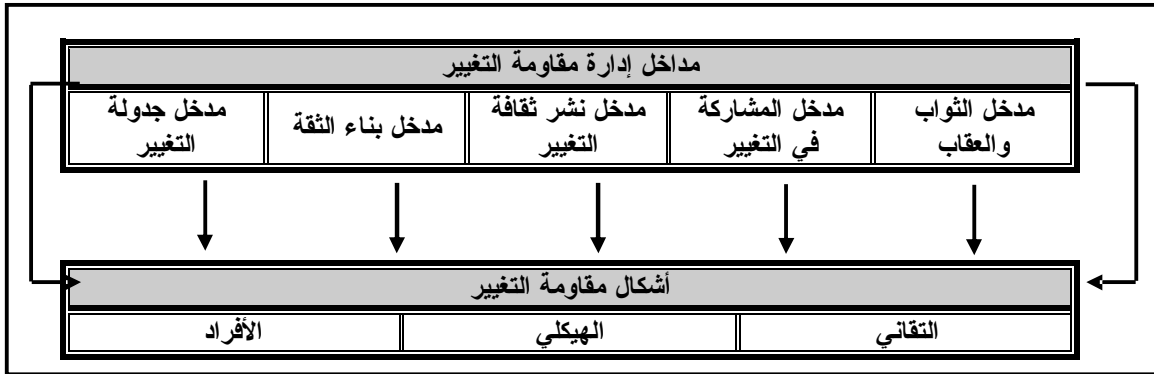 مداخل إدارة مقاومة التغيير
مدخل الثواب
والعقاب
مدخل المشاركة
في التغيير
مدخل نشر ثقافة
التغيير
مدخل بناء الثقة
مدخل جدولة
التغيير
أشكال مقاومة التغيير
التقاني
الهيكلي
الأفراد